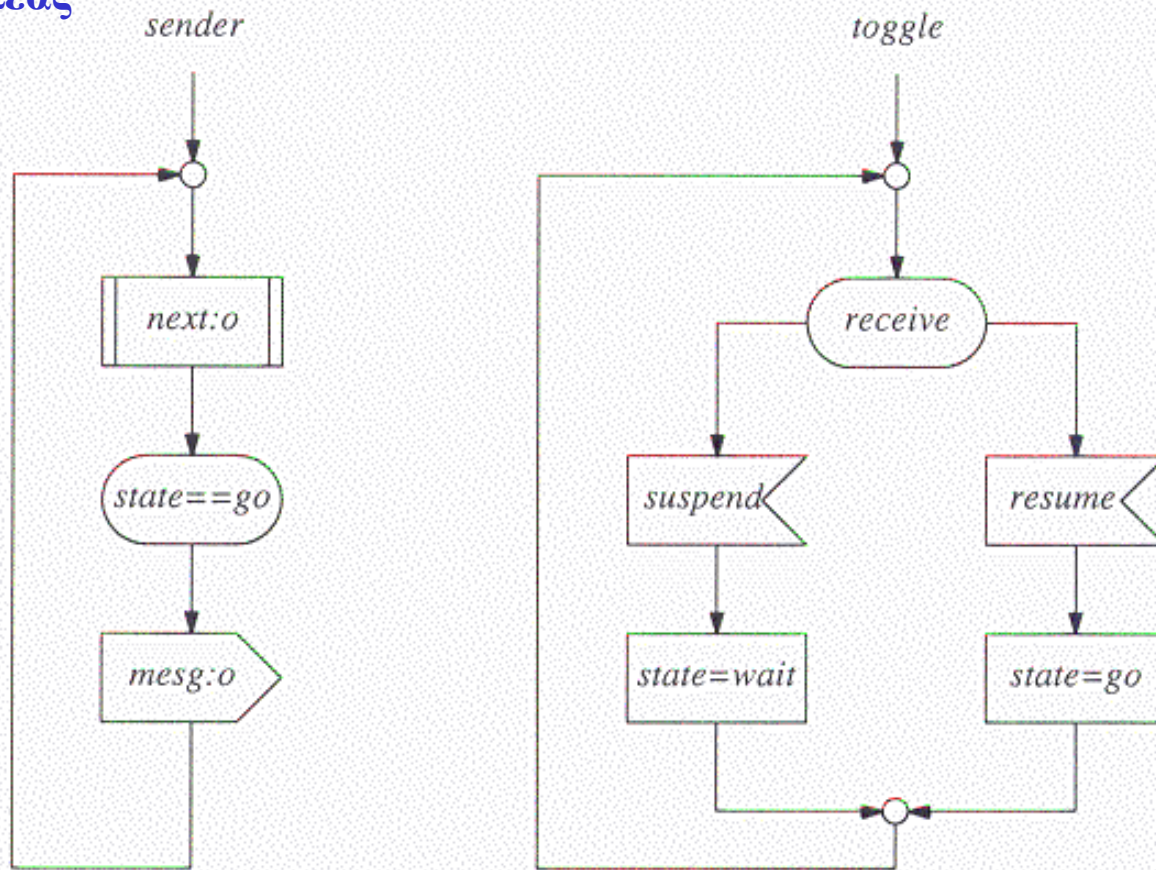 sender
toggle
next:o
receive
state==go
suspend
resume
mesg:o
state=wait
state=go